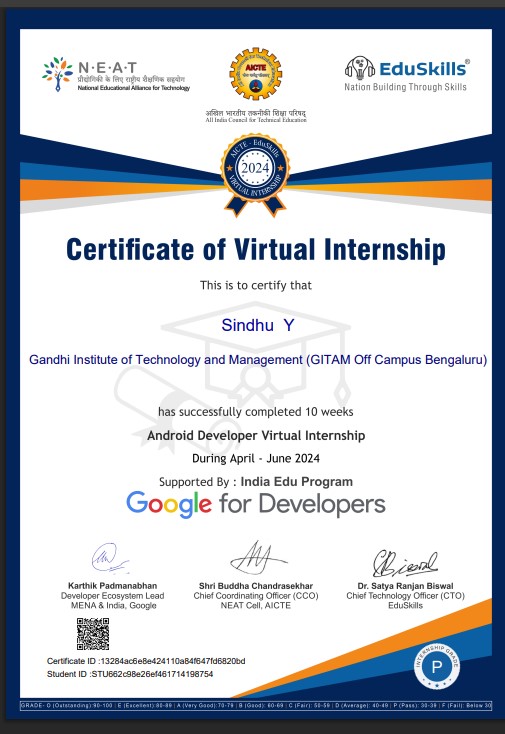 N·E·A·T
प्रौद्योगिकी के लिए राष्ट्रीय शैक्षणिक सहयोग
National Educational Alliance for Technology
AICTE
अखिल भारतीय तकनीकी शिक्षा परिषद्
All India Council for Technical Education
EduSkills®
Nation Building Through Skills
AICTE - EduSkills
2024
VIRTUAL INTERNSHIP
Certificate of Virtual Internship
This is to certify that
Sindhu Y
Gandhi Institute of Technology and Management (GITAM Off Campus Bengaluru)
has successfully completed 10 weeks
Android Developer Virtual Internship
During April - June 2024
Supported By : India Edu Program
Google for Developers
Karthik Padmanabhan
Developer Ecosystem Lead
MENA & India, Google
Shri Buddha Chandrasekhar
Chief Coordinating Officer (CCO)
NEAT Cell, AICTE
Dr. Satya Ranjan Biswal
Chief Technology Officer (CTO)
EduSkills
Certificate ID :13284ac6e8e424110a84f647fd6820bd
Student ID :STU662c98e26ef461714198754
INTERNSHIP GRADE
P
GRADE- O (Outstanding):90-100 | E (Excellent):80-89 | A (Very Good):70-79 | B (Good): 60-69 | C (Fair): 50-59 | D (Average): 40-49 | P (Pass): 30-39 | F (Fail): Below 30